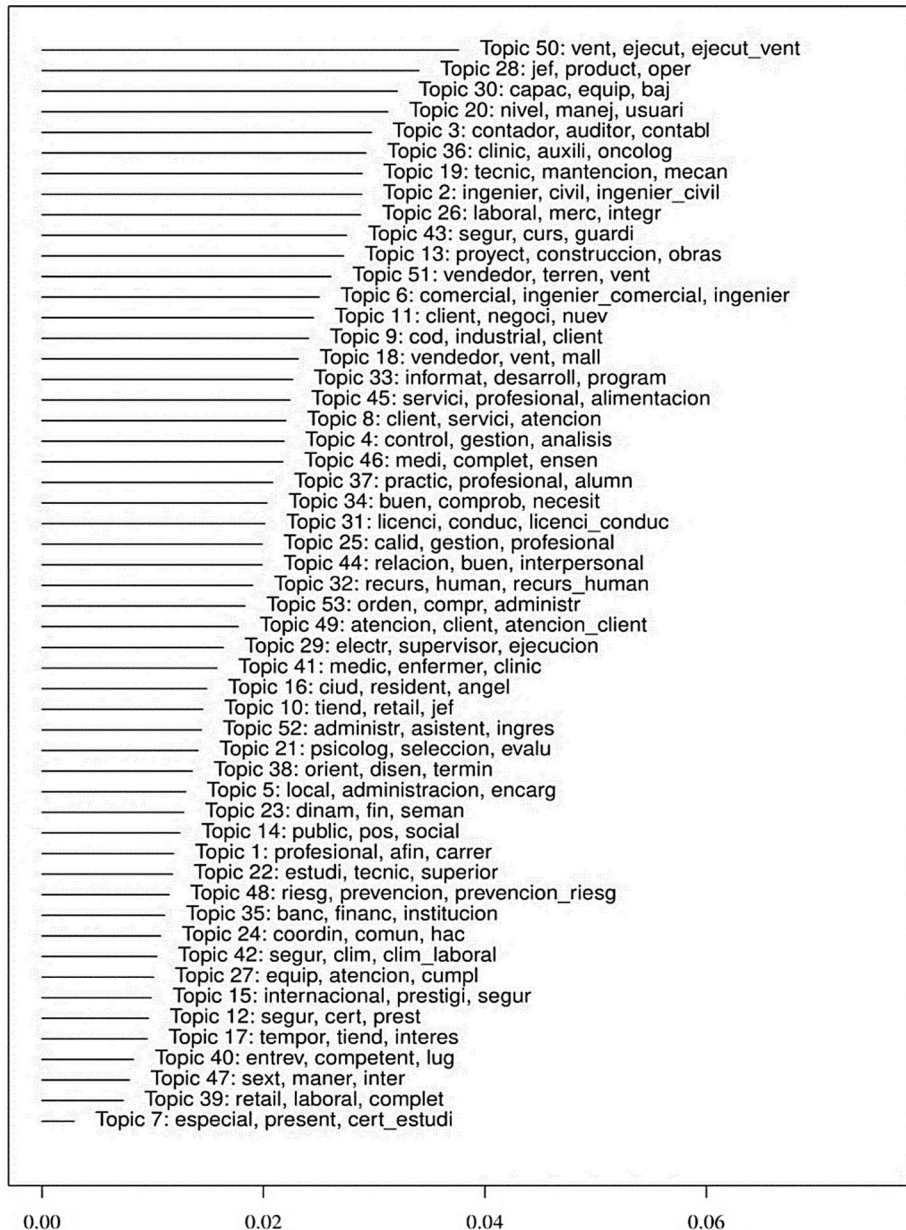 Topic 50: vent, ejecut, ejecut_vent
Topic 28: jef, product, oper
Topic 30: capac, equip, baj
Topic 20: nivel, manej, usuari
Topic 3: contador, auditor, contabl
Topic 36: clinic, auxili, oncolog
Topic 19: tecnic, mantencion, mecan
Topic 2: ingenier, civil, ingenier_civil
Topic 26: laboral, merc, integr
Topic 43: segur, curs, guardi
Topic 13: proyect, construccion, obras
Topic 51: vendedor, terren, vent
Topic 6: comercial, ingenier_comercial, ingenier
Topic 11: client, negoci, nuev
Topic 9: cod, industrial, client
Topic 18: vendedor, vent, mall
Topic 33: informat, desarroll, program
Topic 45: servici, profesional, alimentacion
Topic 8: client, servici, atencion
Topic 4: control, gestion, analisis
Topic 46: medi, complet, ensen
Topic 37: practic, profesional, alumn
Topic 34: buen, comprob, necesit
Topic 31: licenci, conduc, licenci_conduc
Topic 25: calid, gestion, profesional
Topic 44: relacion, buen, interpersonal
Topic 32: recurs, human, recurs_human
Topic 53: orden, compr, administr
Topic 49: atencion, client, atencion_client
Topic 29: electr, supervisor, ejecucion
Topic 41: medic, enfermer, clinic
Topic 16: ciud, resident, angel
Topic 10: tiend, retail, jef
Topic 52: administr, asistent, ingres
Topic 21: psicolog, seleccion, evalu
Topic 38: orient, disen, termin
Topic 5: local, administracion, encarg
Topic 23: dinam, fin, seman
Topic 14: public, pos, social
Topic 1: profesional, afin, carrer
Topic 22: estudi, tecnic, superior
Topic 48: riesg, prevencion, prevencion_riesg
Topic 35: banc, financ, institucion
Topic 24: coordin, comun, hac
Topic 42: segur, clim, clim_laboral
Topic 27: equip, atencion, cumpl
Topic 15: internacional, prestigi, segur
Topic 12: segur, cert, prest
Topic 17: tempor, tiend, interes
Topic 40: entrev, competent, lug
Topic 47: sext, maner, inter
Topic 39: retail, laboral, complet
Topic 7: especial, present, cert_estudi
0.00 0.02 0.04 0.06